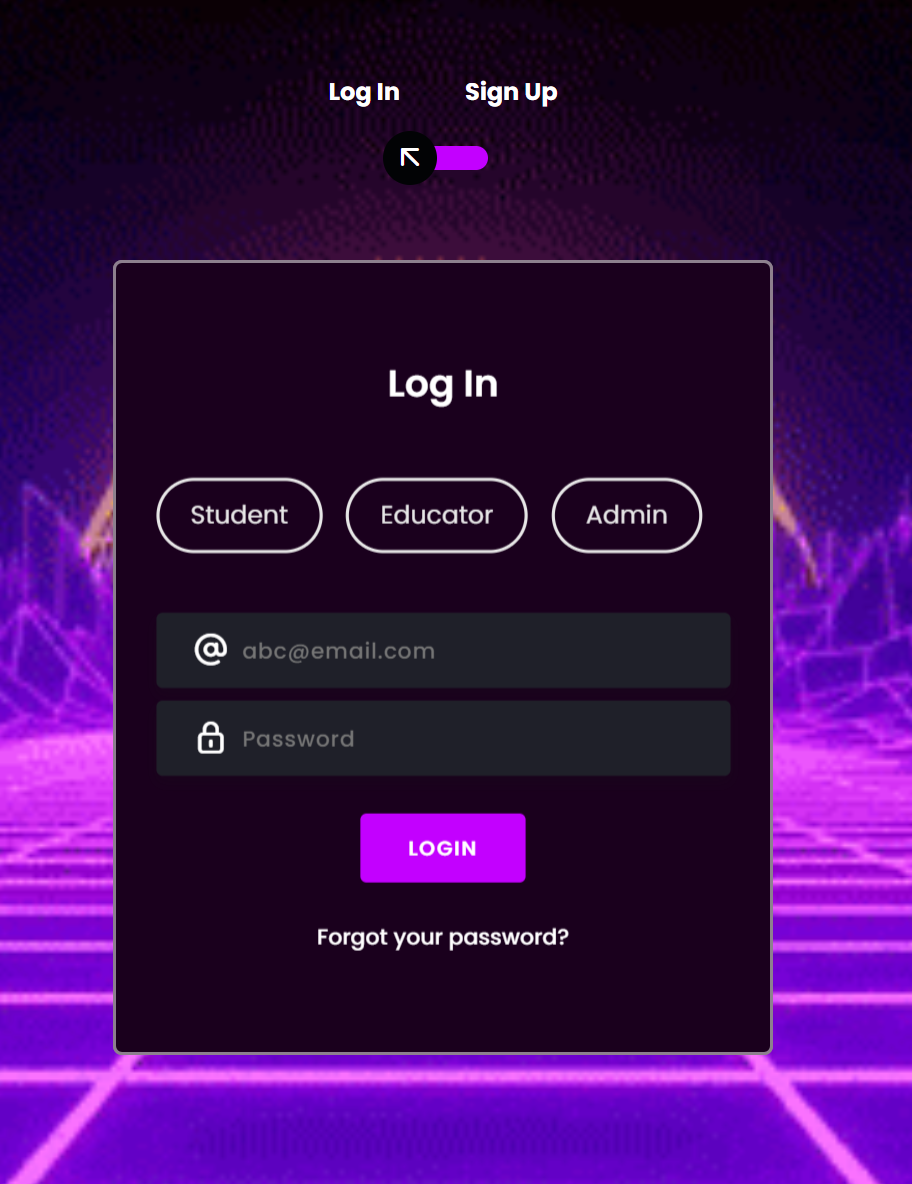 Log In Sign Up
Log In
Student Educator Admin
@ abc@email.com
Password
LOGIN
Forgot your password?